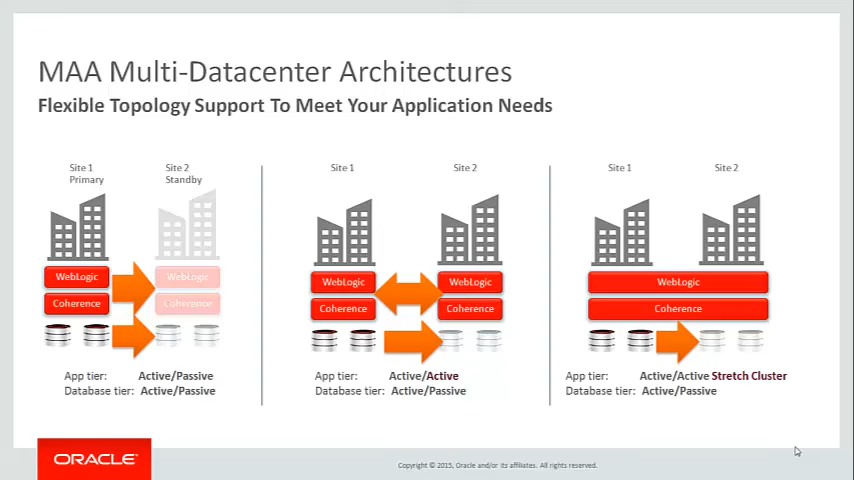 MAA Multi-Datacenter Architectures
Flexible Topology Support To Meet Your Application Needs
Site 1
Primary
Site 2
Standby
WebLogic
WebLogic
Coherence
Coherence
App tier: Active/Passive
Database tier: Active/Passive
Site 1
Site 2
WebLogic
WebLogic
Coherence
Coherence
App tier: Active/Active
Database tier: Active/Passive
Site 1
Site 2
WebLogic
Coherence
App tier: Active/Active Stretch Cluster
Database tier: Active/Passive
ORACLE
Copyright © 2015, Oracle and/or its affiliates. All rights reserved.